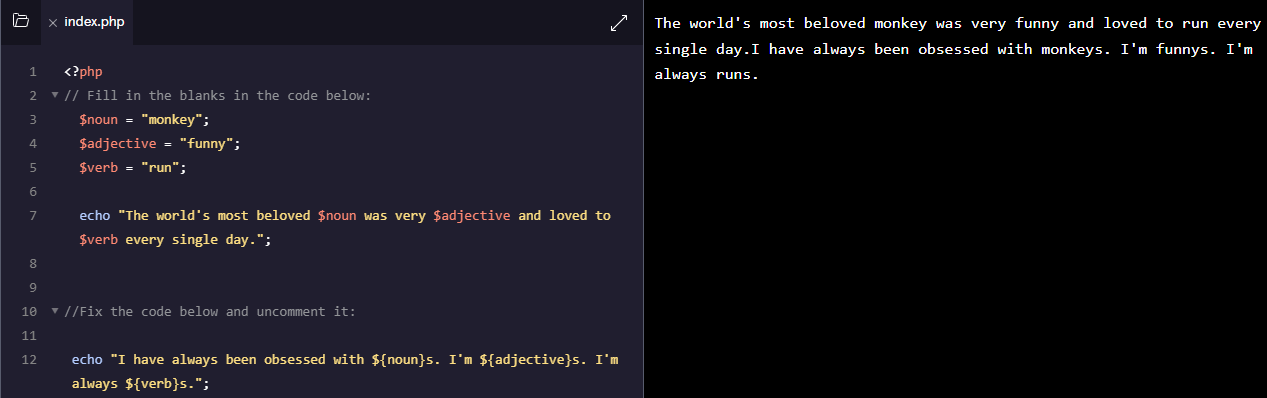 index.php
1 <?php
2 // Fill in the blanks in the code below:
3 $noun = "monkey";
4 $adjective = "funny";
5 $verb = "run";
6
7 echo "The world's most beloved $noun was very $adjective and loved to
$verb every single day.";
8
9
10 //Fix the code below and uncomment it:
11
12 echo "I have always been obsessed with ${noun}s. I'm ${adjective}s. I'm
always ${verb}s.";
The world's most beloved monkey was very funny and loved to run every
single day.I have always been obsessed with monkeys. I'm funnys. I'm
always runs.